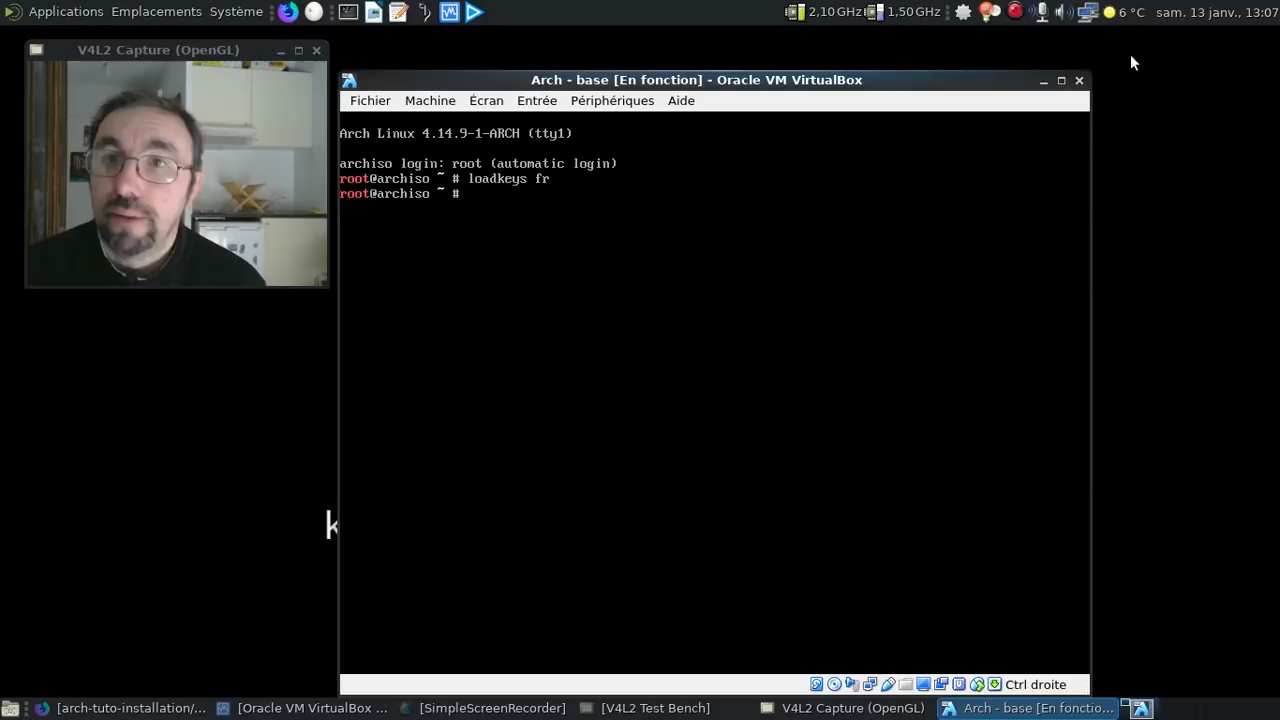 Applications Emplacements Système
2,10 GHz 1,50 GHz 6 °C sam. 13 janv., 13:07
V4L2 Capture (OpenGL)
Arch - base [En fonction] - Oracle VM VirtualBox
Fichier Machine Écran Entrée Périphériques Aide
Arch Linux 4.14.9-1-ARCH (tty1)
archiso login: root (automatic login)
root@archiso ~ # loadkeys fr
root@archiso ~ #
k
Ctrl droite
[arch-tuto-installation/... [Oracle VM VirtualBox ... [SimpleScreenRecorder] [V4L2 Test Bench] V4L2 Capture (OpenGL) Arch - base [En fonctio...